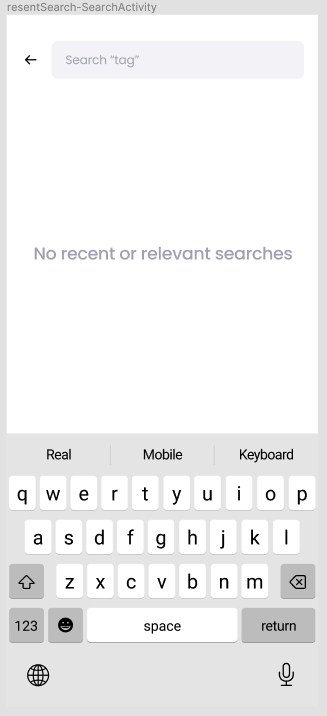 resentSearch-SearchActivity
Search “tag”
No recent or relevant searches
Real Mobile Keyboard
q w e r t y u i o p
a s d f g h j k l
z x c v b n m
123 space return